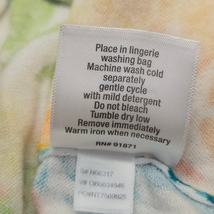 Place in lingerie
washing bag
Machine wash cold
separately
gentle cycle
with mild detergent
Do not bleach
Tumble dry low
Remove immediately
Warm iron when necessary
RN# 91871